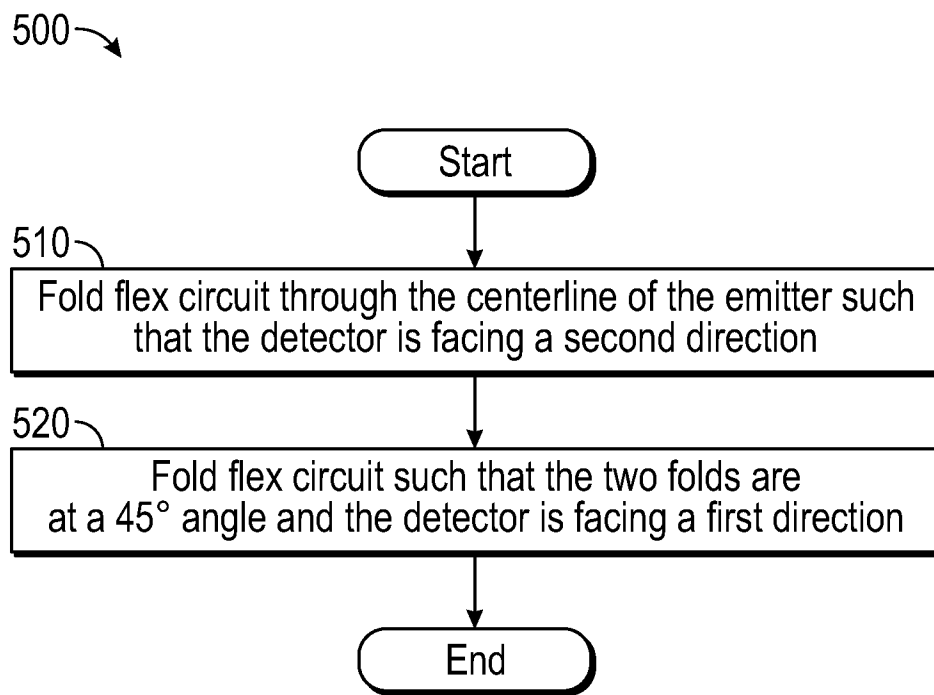 500
Start
510
Fold flex circuit through the centerline of the emitter such
that the detector is facing a second direction
520
Fold flex circuit such that the two folds are
at a 45° angle and the detector is facing a first direction
End